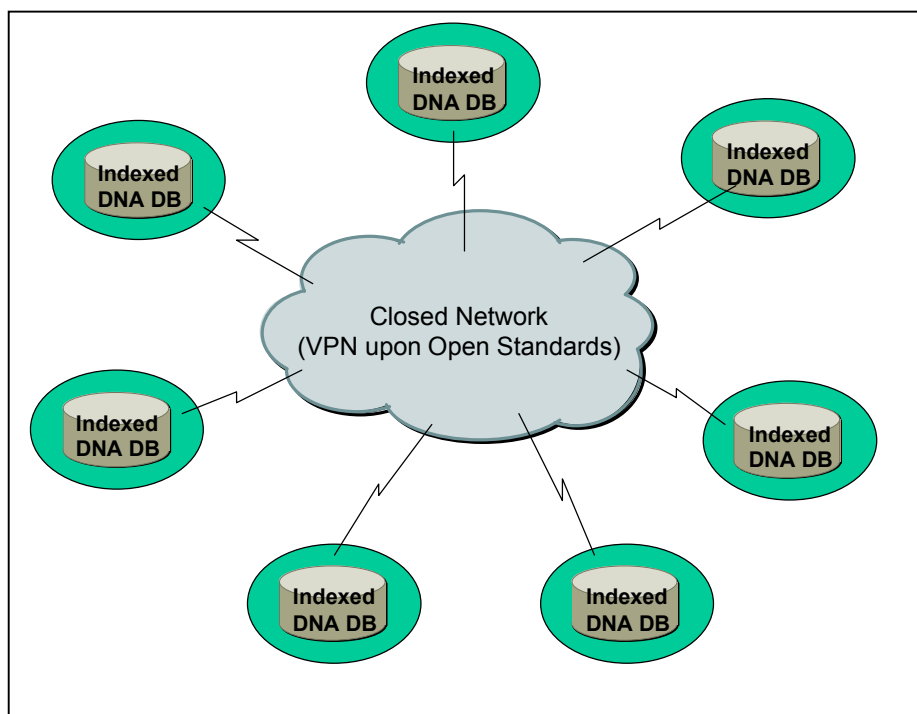 Indexed
DNA DB
Indexed
DNA DB
Indexed
DNA DB
Closed Network
(VPN upon Open Standards)
Indexed
DNA DB
Indexed
DNA DB
Indexed
DNA DB
Indexed
DNA DB